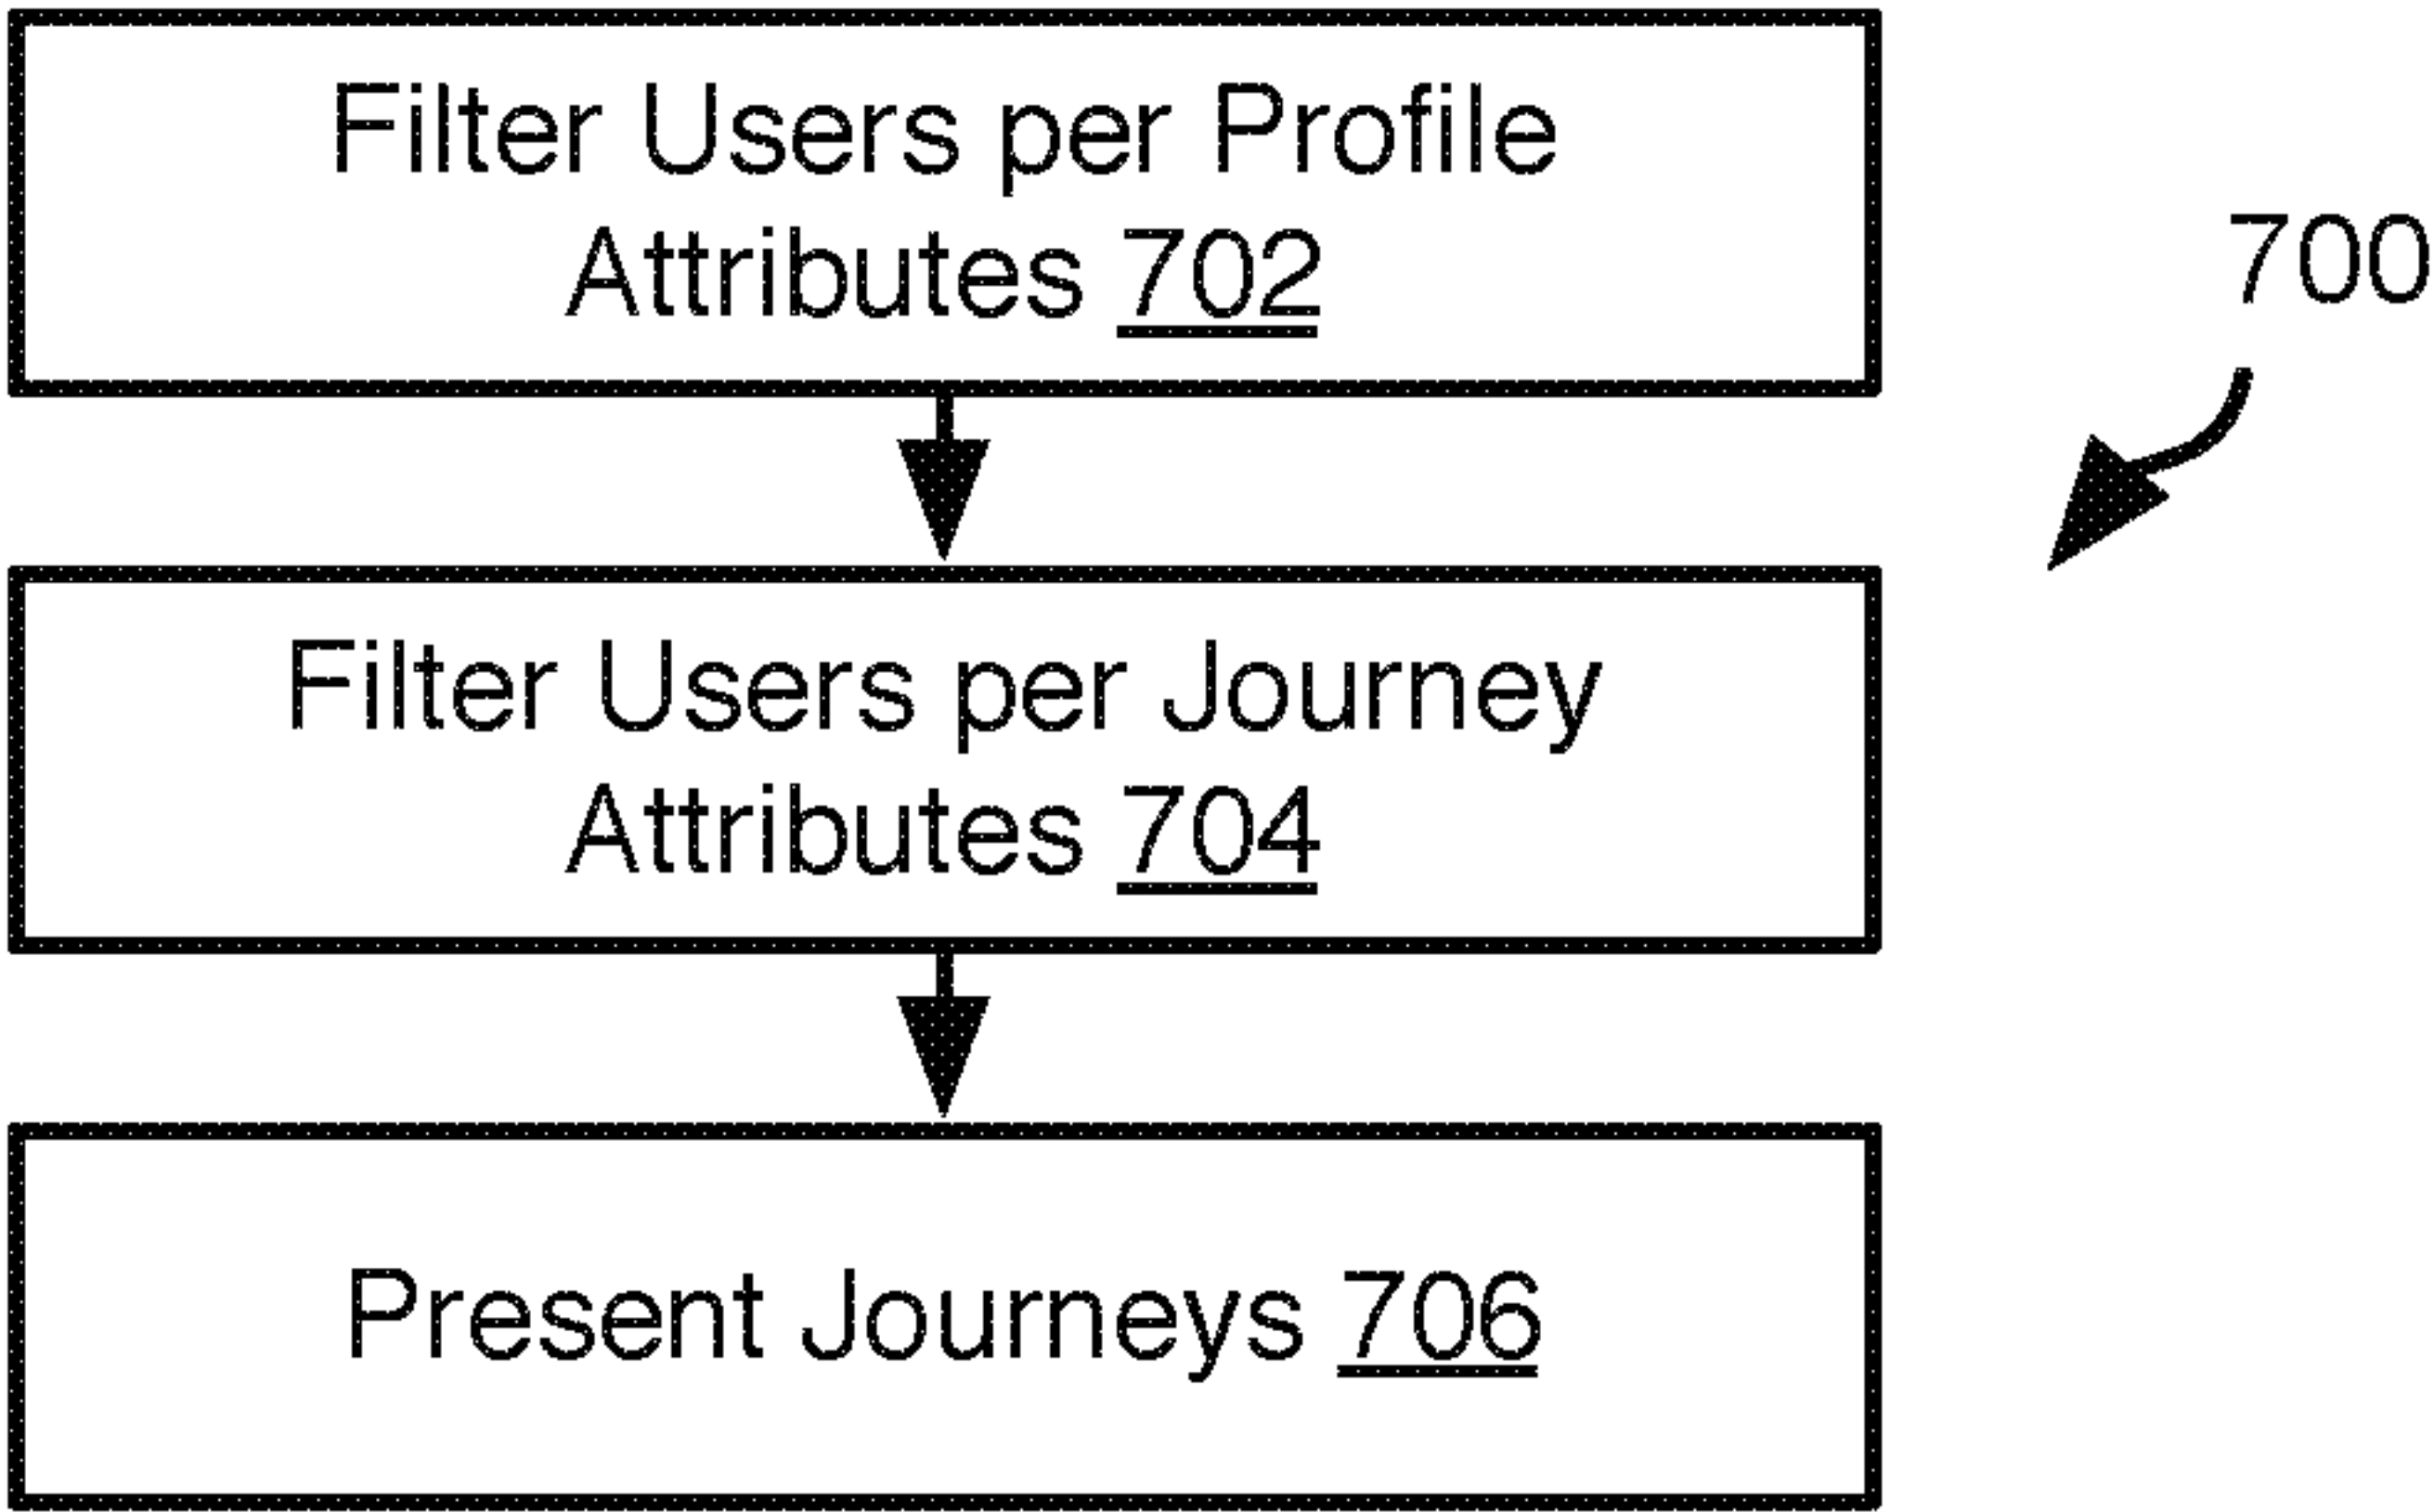 Filter Users per Profile
Attributes 702
700
Filter Users per Journey
Attributes 704
Present Journeys 706